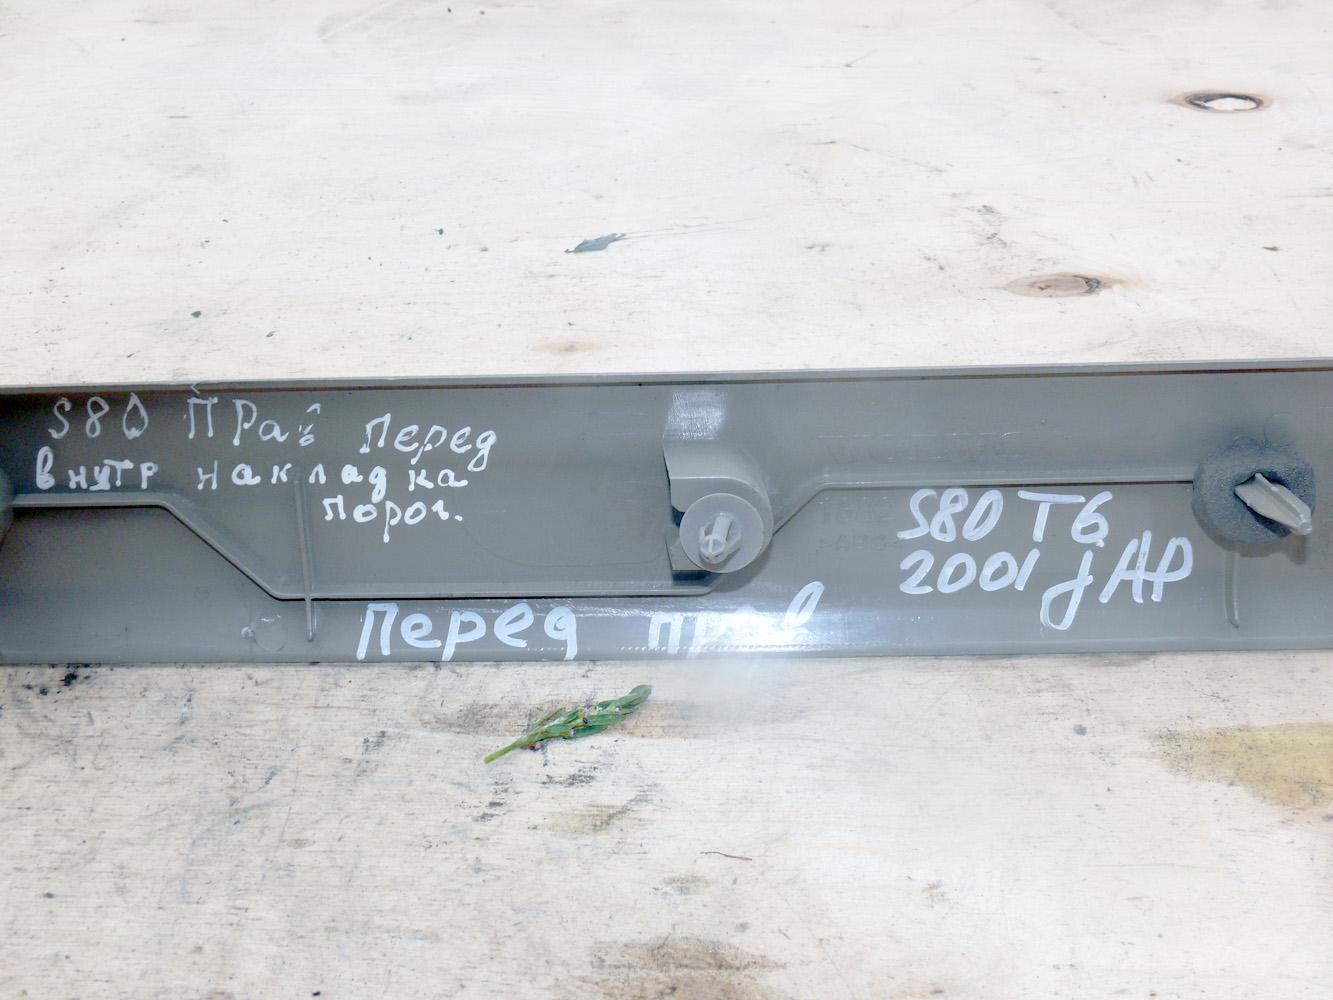 S80 Прав Перед
внутр накладка
порог.
Перед прав
S80 T6
2001 JAP